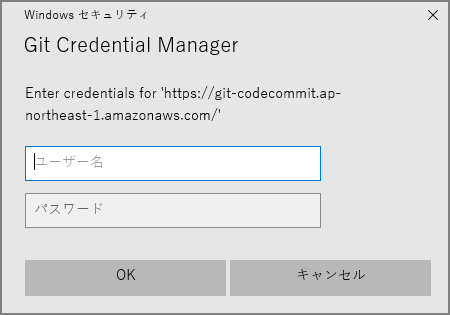 Windows セキュリティ
Git Credential Manager
Enter credentials for 'https://git-codecommit.ap-
northeast-1.amazonaws.com/'
ユーザー名
パスワード
OK
キャンセル